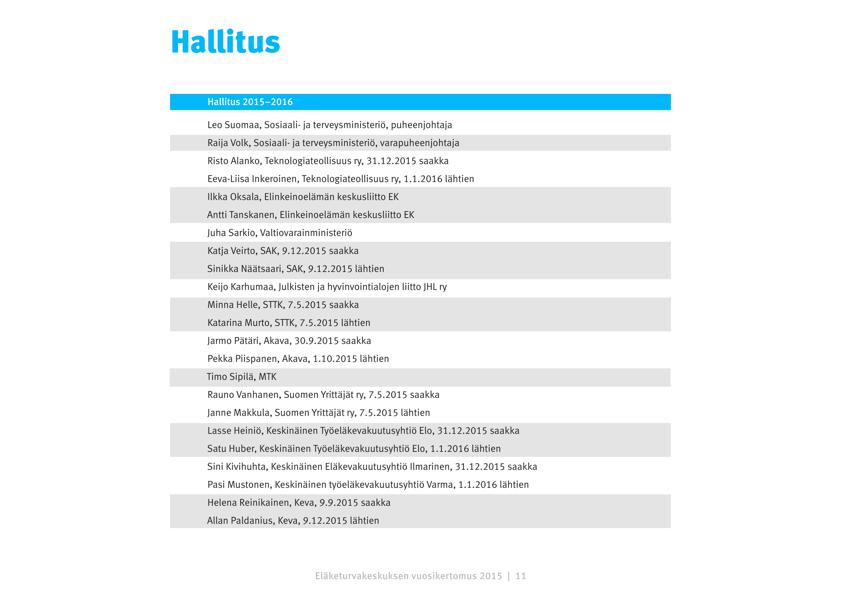 Hallitus
Hallitus 2015–2016
Leo Suomaa, Sosiaali- ja terveysministeriö, puheenjohtaja
Raija Volk, Sosiaali- ja terveysministeriö, varapuheenjohtaja
Risto Alanko, Teknologiateollisuus ry, 31.12.2015 saakka
Eeva-Liisa Inkeroinen, Teknologiateollisuus ry, 1.1.2016 lähtien
Ilkka Oksala, Elinkeinoelämän keskusliitto EK
Antti Tanskanen, Elinkeinoelämän keskusliitto EK
Juha Sarkio, Valtiovarainministeriö
Katja Veirto, SAK, 9.12.2015 saakka
Sinikka Näätsaari, SAK, 9.12.2015 lähtien
Keijo Karhumaa, Julkisten ja hyvinvointialojen liitto JHL ry
Minna Helle, STTK, 7.5.2015 saakka
Katarina Murto, STTK, 7.5.2015 lähtien
Jarmo Pätäri, Akava, 30.9.2015 saakka
Pekka Piispanen, Akava, 1.10.2015 lähtien
Timo Sipilä, MTK
Rauno Vanhanen, Suomen Yrittäjät ry, 7.5.2015 saakka
Janne Makkula, Suomen Yrittäjät ry, 7.5.2015 lähtien
Lasse Heiniö, Keskinäinen Työeläkevakuutusyhtiö Elo, 31.12.2015 saakka
Satu Huber, Keskinäinen Työeläkevakuutusyhtiö Elo, 1.1.2016 lähtien
Sini Kivihuhta, Keskinäinen Eläkevakuutusyhtiö Ilmarinen, 31.12.2015 saakka
Pasi Mustonen, Keskinäinen työeläkevakuutusyhtiö Varma, 1.1.2016 lähtien
Helena Reinikainen, Keva, 9.9.2015 saakka
Allan Paldanius, Keva, 9.12.2015 lähtien
Eläketurvakeskuksen vuosikertomus 2015 | 11